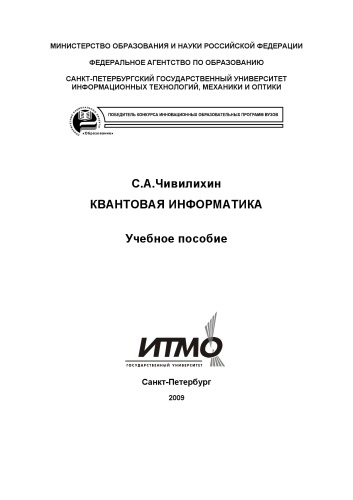 МИНИСТЕРСТВО ОБРАЗОВАНИЯ И НАУКИ РОССИЙСКОЙ ФЕДЕРАЦИИ
ФЕДЕРАЛЬНОЕ АГЕНТСТВО ПО ОБРАЗОВАНИЮ
САНКТ-ПЕТЕРБУРГСКИЙ ГОСУДАРСТВЕННЫЙ УНИВЕРСИТЕТ
ИНФОРМАЦИОННЫХ ТЕХНОЛОГИЙ, МЕХАНИКИ И ОПТИКИ
ПОБЕДИТЕЛЬ КОНКУРСА ИННОВАЦИОННЫХ ОБРАЗОВАТЕЛЬНЫХ ПРОГРАММ ВУЗОВ
«Образование»
С.А.Чивилихин
КВАНТОВАЯ ИНФОРМАТИКА
Учебное пособие
ИТМО
ГОСУДАРСТВЕННЫЙ УНИВЕРСИТЕТ
Санкт-Петербург
2009